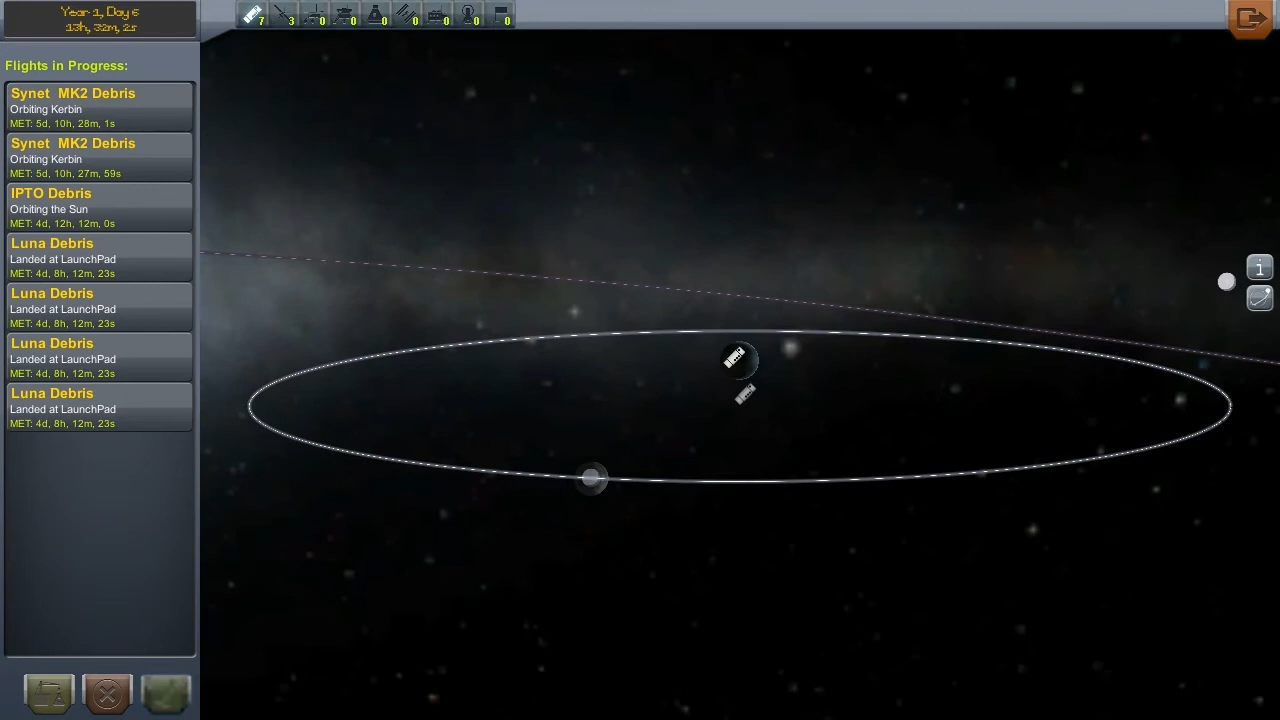 Year 1, Day 6
13h, 32m, 2s
7 3 0 0 0 0 0 0 0
Flights in Progress:
Synet MK2 Debris
Orbiting Kerbin
MET: 5d, 10h, 28m, 1s
Synet MK2 Debris
Orbiting Kerbin
MET: 5d, 10h, 27m, 59s
IPTO Debris
Orbiting the Sun
MET: 4d, 12h, 12m, 0s
Luna Debris
Landed at LaunchPad
MET: 4d, 8h, 12m, 23s
Luna Debris
Landed at LaunchPad
MET: 4d, 8h, 12m, 23s
Luna Debris
Landed at LaunchPad
MET: 4d, 8h, 12m, 23s
Luna Debris
Landed at LaunchPad
MET: 4d, 8h, 12m, 23s